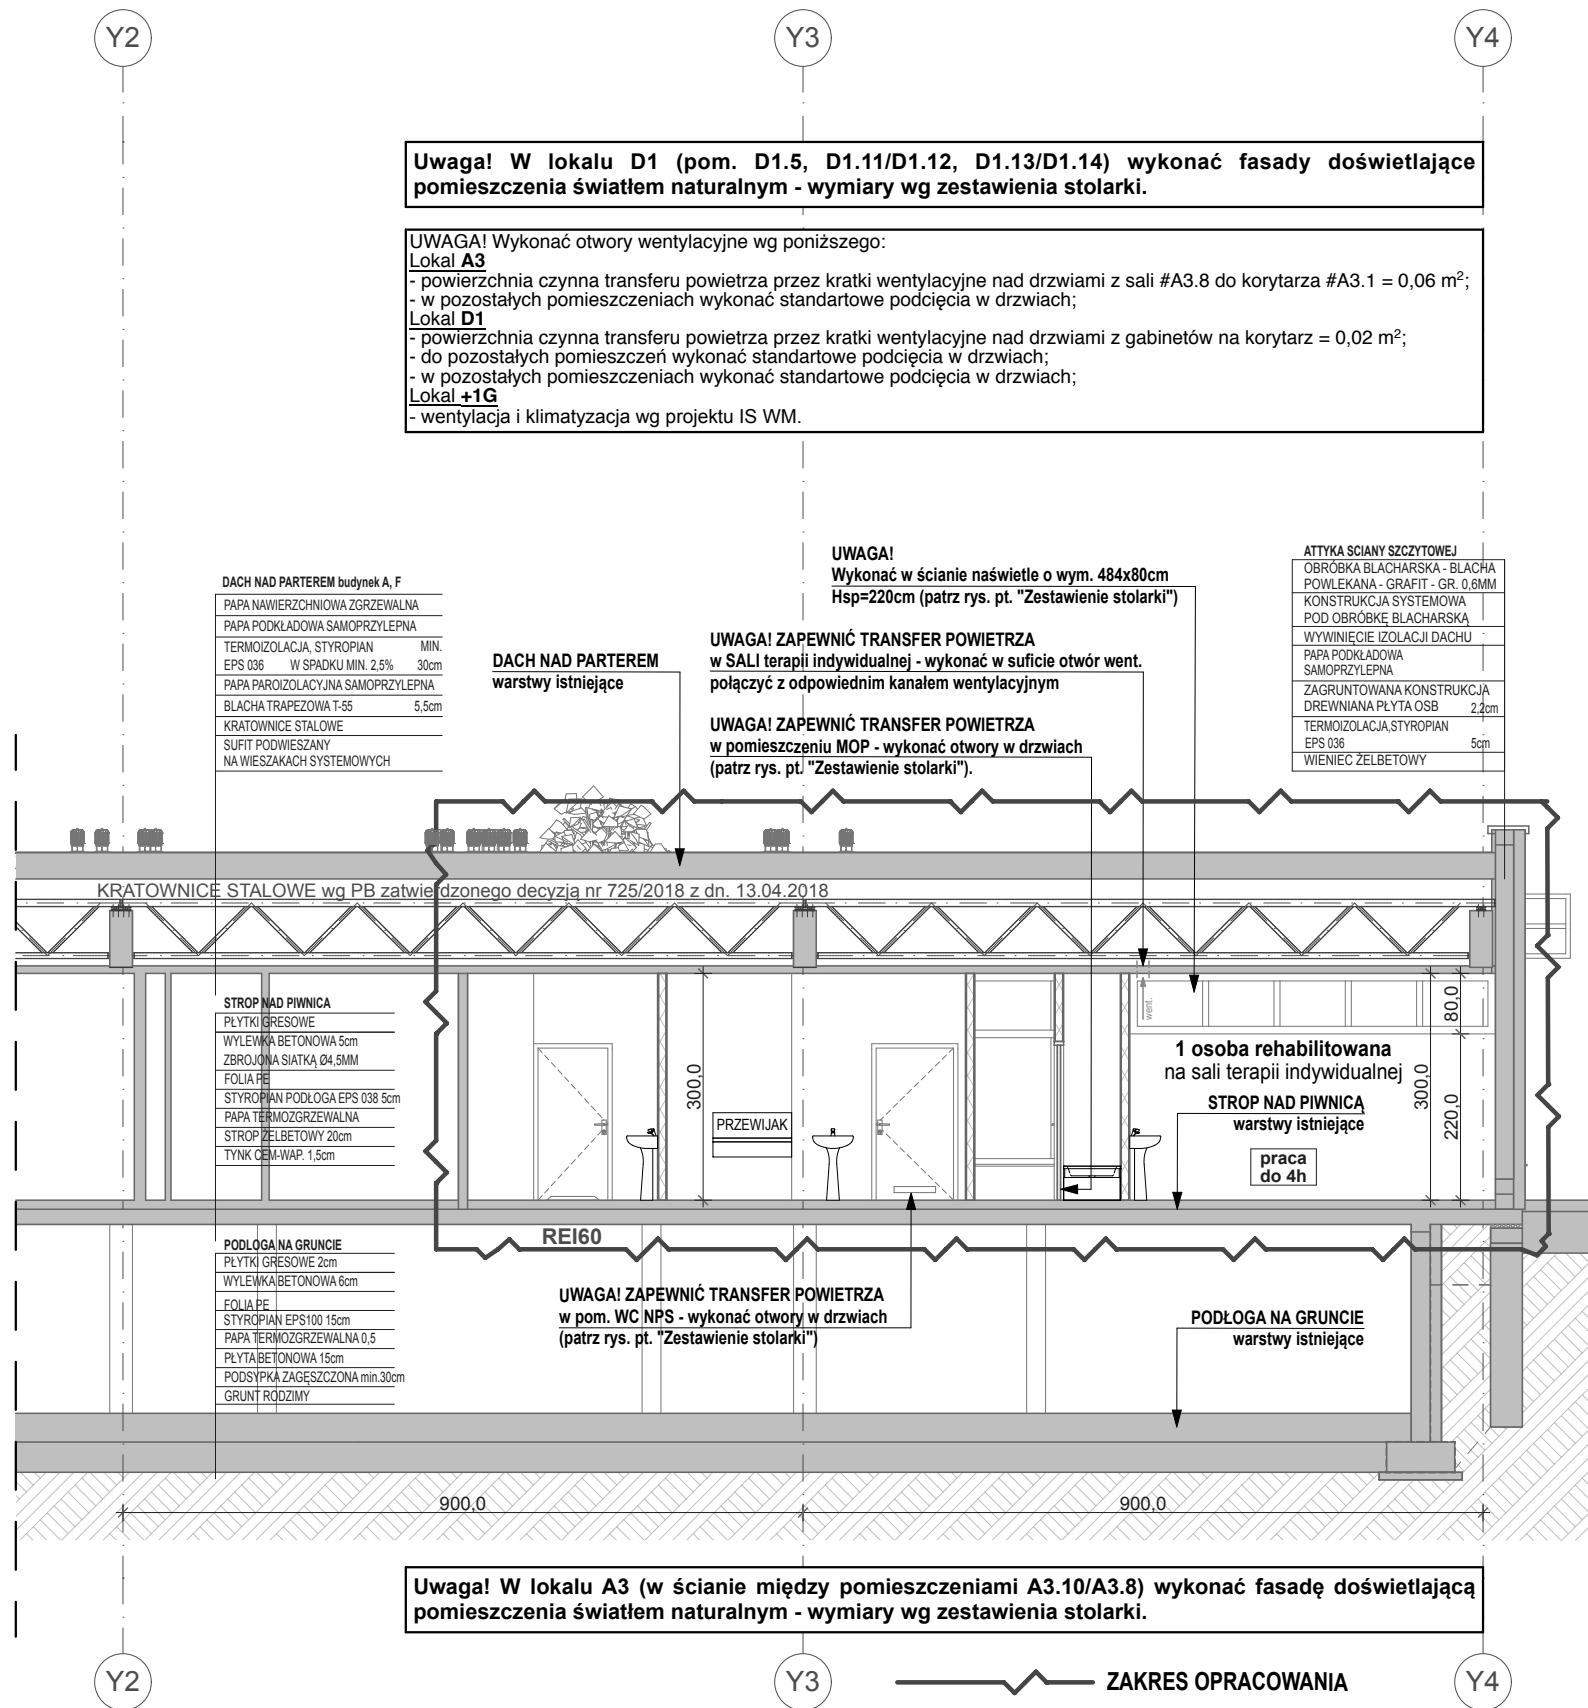 Y2
Y3
Y4
Uwaga! W lokalu D1 (pom. D1.5, D1.11/D1.12, D1.13/D1.14) wykonać fasady doświetlające
pomieszczenia światłem naturalnym - wymiary wg zestawienia stolarki.
UWAGA! Wykonać otwory wentylacyjne wg poniższego:
Lokal A3
- powierzchnia czynna transferu powietrza przez kratki wentylacyjne nad drzwiami z sali #A3.8 do korytarza #A3.1 = 0,06 m²;
- w pozostałych pomieszczeniach wykonać standartowe podcięcia w drzwiach;
Lokal D1
- powierzchnia czynna transferu powietrza przez kratki wentylacyjne nad drzwiami z gabinetów na korytarz = 0,02 m²;
- do pozostałych pomieszczeń wykonać standartowe podcięcia w drzwiach;
- w pozostałych pomieszczeniach wykonać standartowe podcięcia w drzwiach;
Lokal +1G
- wentylacja i klimatyzacja wg projektu IS WM.
DACH NAD PARTEREM budynek A, F
PAPA NAWIERZCHNIOWA ZGRZEWALNA
PAPA PODKŁADOWA SAMOPRZYLEPNA
TERMOIZOLACJA, STYROPIAN MIN.
EPS 036 W SPADKU MIN. 2,5% 30cm
PAPA PAROIZOLACYJNA SAMOPRZYLEPNA
BLACHA TRAPEZOWA T-55 5,5cm
KRATOWNICE STALOWE
SUFIT PODWIESZANY
NA WIESZAKACH SYSTEMOWYCH
DACH NAD PARTEREM
warstwy istniejące
UWAGA!
Wykonać w ścianie naświetle o wym. 484x80cm
Hsp=220cm (patrz rys. pt. "Zestawienie stolarki")
UWAGA! ZAPEWNIĆ TRANSFER POWIETRZA
w SALI terapii indywidualnej - wykonać w suficie otwór went.
połączyć z odpowiednim kanałem wentylacyjnym
UWAGA! ZAPEWNIĆ TRANSFER POWIETRZA
w pomieszczeniu MOP - wykonać otwory w drzwiach
(patrz rys. pt. "Zestawienie stolarki").
ATTYKA SCIANY SZCZYTOWEJ
OBRÓBKA BLACHARSKA - BLACHA
POWLEKANA - GRAFIT - GR. 0,6MM
KONSTRUKCJA SYSTEMOWA
POD OBRÓBKĘ BLACHARSKĄ
WYWINIĘCIE IZOLACJI DACHU
PAPA PODKŁADOWA
SAMOPRZYLEPNA
ZAGRUNTOWANA KONSTRUKCJA
DREWNIANA PŁYTA OSB 2,2cm
TERMOIZOLACJA,STYROPIAN
EPS 036 5cm
WIENIEC ŻELBETOWY
KRATOWNICE STALOWE wg PB zatwierdzonego decyzją nr 725/2018 z dn. 13.04.2018
STROP NAD PIWNICA
PŁYTKI GRESOWE
WYLEWKA BETONOWA 5cm
ZBROJONA SIATKĄ Ø4,5MM
FOLIA PE
STYROPIAN PODŁOGA EPS 038 5cm
PAPA TERMOZGRZEWALNA
STROP ŻELBETOWY 20cm
TYNK CEM-WAP. 1,5cm
300,0
PRZEWIJAK
went.
1 osoba rehabilitowana
na sali terapii indywidualnej
STROP NAD PIWNICĄ
warstwy istniejące
praca
do 4h
300,0
80,0
220,0
REI60
PODLOGA NA GRUNCIE
PŁYTKI GRESOWE 2cm
WYLEWKA BETONOWA 6cm
FOLIA PE
STYROPIAN EPS100 15cm
PAPA TERMOZGRZEWALNA 0,5
PŁYTA BETONOWA 15cm
PODSYPKA ZAGĘSZCZONA min.30cm
GRUNT RODZIMY
UWAGA! ZAPEWNIĆ TRANSFER POWIETRZA
w pom. WC NPS - wykonać otwory w drzwiach
(patrz rys. pt. "Zestawienie stolarki")
PODŁOGA NA GRUNCIE
warstwy istniejące
900,0
900,0
Uwaga! W lokalu A3 (w ścianie między pomieszczeniami A3.10/A3.8) wykonać fasadę doświetlającą
pomieszczenia światłem naturalnym - wymiary wg zestawienia stolarki.
Y2
Y3
ZAKRES OPRACOWANIA
Y4